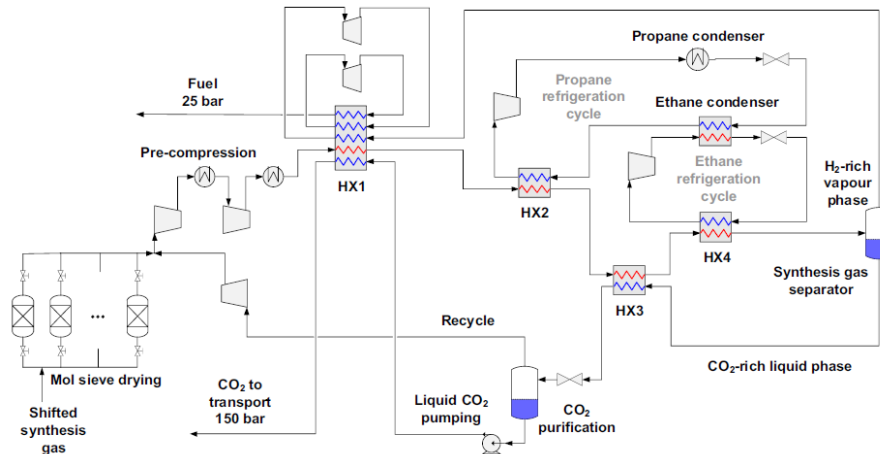 Propane condenser
Fuel
25 bar
Propane
refrigeration
cycle
Ethane condenser
Pre-compression
Ethane
refrigeration
cycle
H₂-rich
vapour
phase
HX1
HX2
HX4
Synthesis gas
separator
HX3
Recycle
...
Mol sieve drying
CO₂-rich liquid phase
CO₂ to
transport
150 bar
Liquid CO₂
pumping
CO₂
purification
Shifted
synthesis
gas